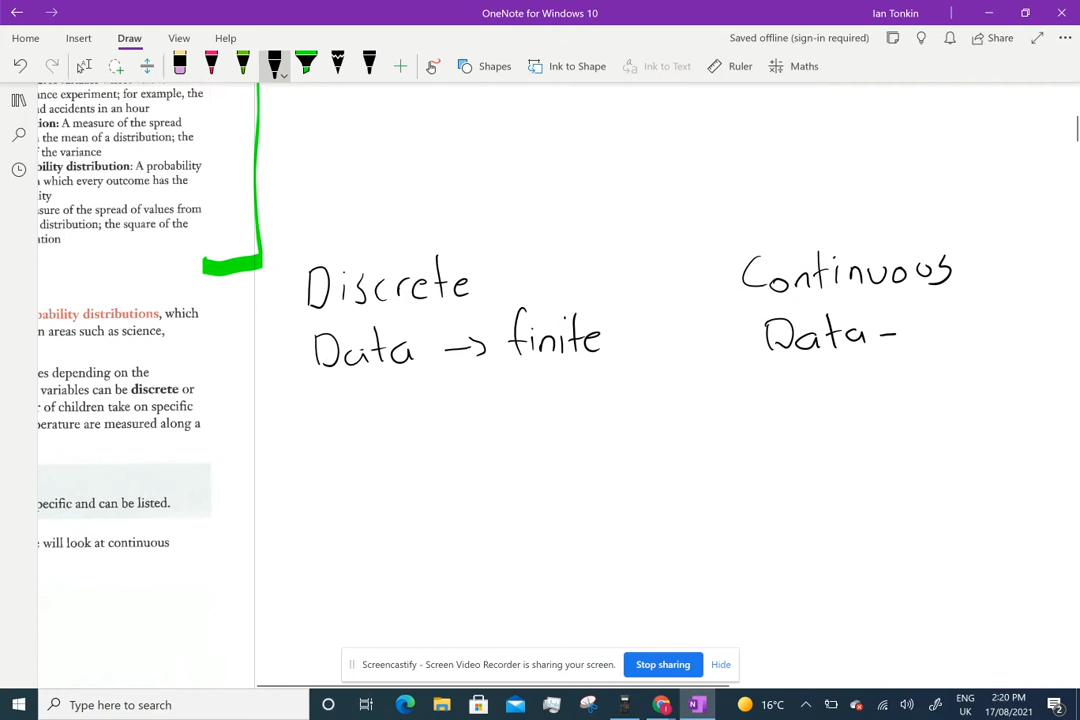 OneNote for Windows 10
Ian Tonkin
Home Insert Draw View Help
Saved offline (sign-in required)
Share
Shapes
Ink to Shape
Ink to Text
Ruler
Maths
ance experiment; for example, the
d accidents in an hour
ion: A measure of the spread
the mean of a distribution; the
the variance
bility distribution: A probability
which every outcome has the
ity
sure of the spread of values from
distribution; the square of the
ation
Discrete
Data → finite
Continuous
Data -
bability distributions, which
n areas such as science,
es depending on the
variables can be discrete or
r of children take on specific
perature are measured along a
pecific and can be listed.
e will look at continuous
Screencastify - Screen Video Recorder is sharing your screen.
Stop sharing
Hide
Type here to search
16°C
ENG
UK
2:20 PM
17/08/2021
2